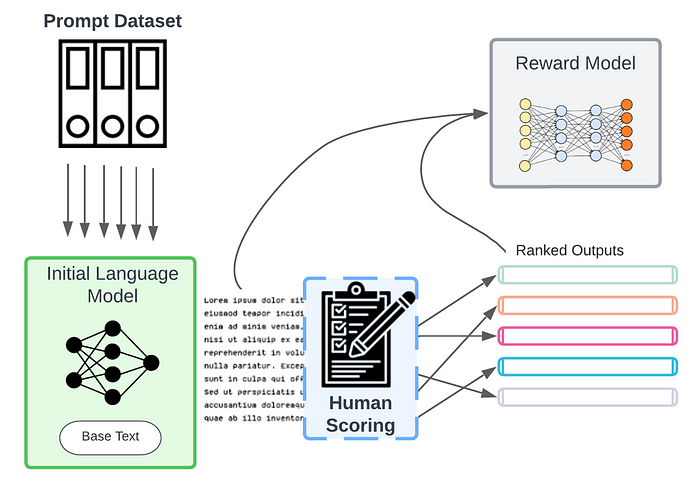 Prompt Dataset
Reward Model
Initial Language
Model
Base Text
Lorem ipsum dolor sit
eiusmod tempor incidi
enim ad minim veniam,
nisi ut aliquip ex ea
reprehenderit in volu
nulla pariatur. Excep
sunt in culpa qui off
Sed ut perspiciatis u
accusantium doloremqu
quae ab illo inventor
Human
Scoring
Ranked Outputs